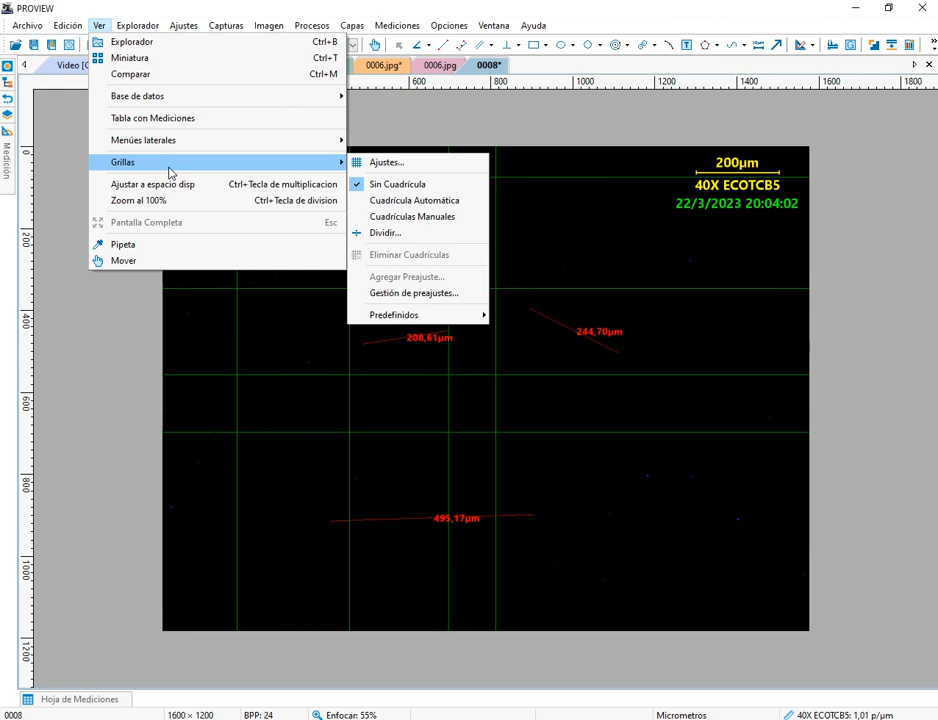 PROVIEW
Archivo Edición Ver Explorador Ajustes Capturas Imagen Procesos Capas Mediciones Opciones Ventana Ayuda
Explorador Ctrl+B
Miniatura Ctrl+T
Comparar Ctrl+M
Base de datos
Tabla con Mediciones
Menúes laterales
Grillas
Ajustar a espacio disp Ctrl+Tecla de multiplicacion
Zoorn al 100% Ctrl+Tecla de division
Pantalla Completa Esc
Pipeta
Mover
Ajustes...
Sin Cuadrícula
Cuadrícula Automática
Cuadrículas Manuales
Dividir...
Eliminar Cuadrículas
Agregar Preajuste...
Gestión de preajustes...
Predefinidos
Video [C
0006.jpg* 0006.jpg 0008*
600 800 1000 1200 1400 1600 1800
0
200
400
600
800
1000
1200
Medición
200µm
40X ECOTCB5
22/3/2023 20:04:02
208,61µm
244,70µm
495,17µm
Hoja de Mediciones
0008 1600 × 1200 BPP: 24 Enfocar: 55% Micrometros 40X ECOTCB5: 1,01 p/µm